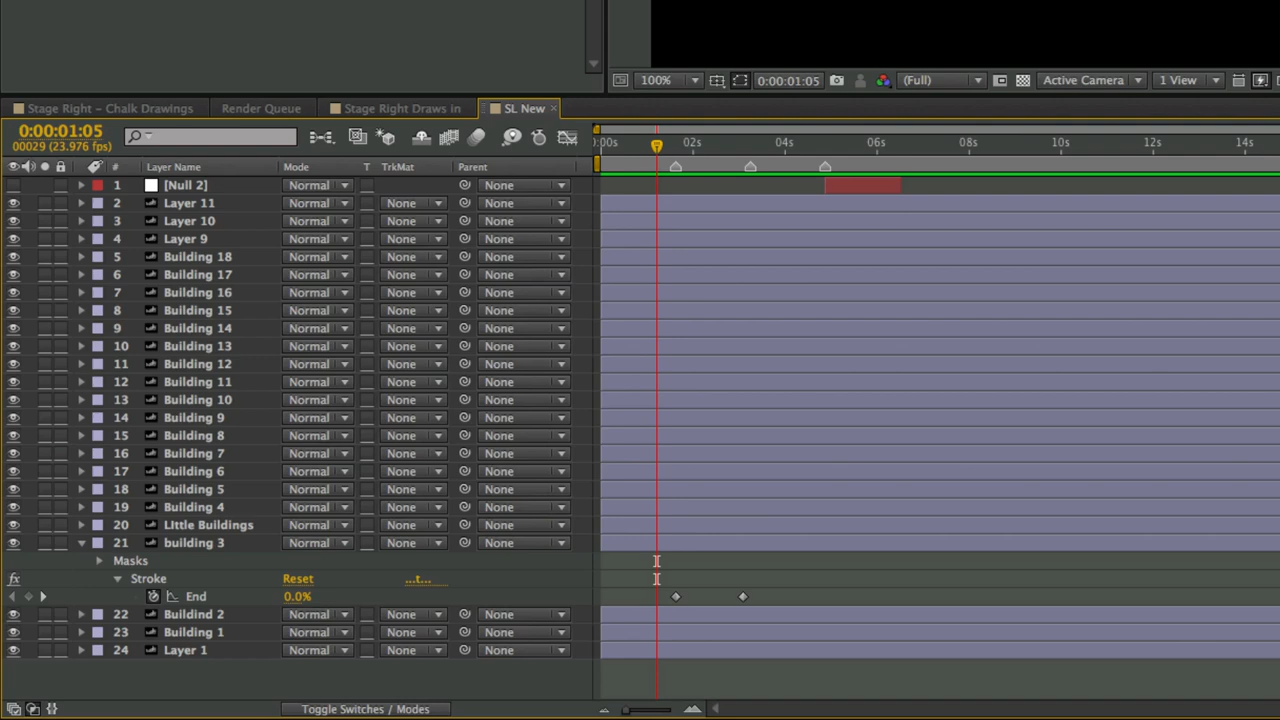 100% 0:00:01:05 (Full) Active Camera 1 View
Stage Right – Chalk Drawings Render Queue Stage Right Draws in SL New
0:00:01:05
00029 (23.976 fps)
:00s 02s 04s 06s 08s 10s 12s 14s
# Layer Name Mode T TrkMat Parent
1 [Null 2] Normal None
2 Layer 11 Normal None None
3 Layer 10 Normal None None
4 Layer 9 Normal None None
5 Building 18 Normal None None
6 Building 17 Normal None None
7 Building 16 Normal None None
8 Building 15 Normal None None
9 Building 14 Normal None None
10 Building 13 Normal None None
11 Building 12 Normal None None
12 Building 11 Normal None None
13 Building 10 Normal None None
14 Building 9 Normal None None
15 Building 8 Normal None None
16 Building 7 Normal None None
17 Building 6 Normal None None
18 Building 5 Normal None None
19 Building 4 Normal None None
20 LIttle Buildings Normal None None
21 building 3 Normal None None
Masks
fx Stroke Reset ...t...
End 0.0%
22 Buildind 2 Normal None None
23 Building 1 Normal None None
24 Layer 1 Normal None None
Toggle Switches / Modes